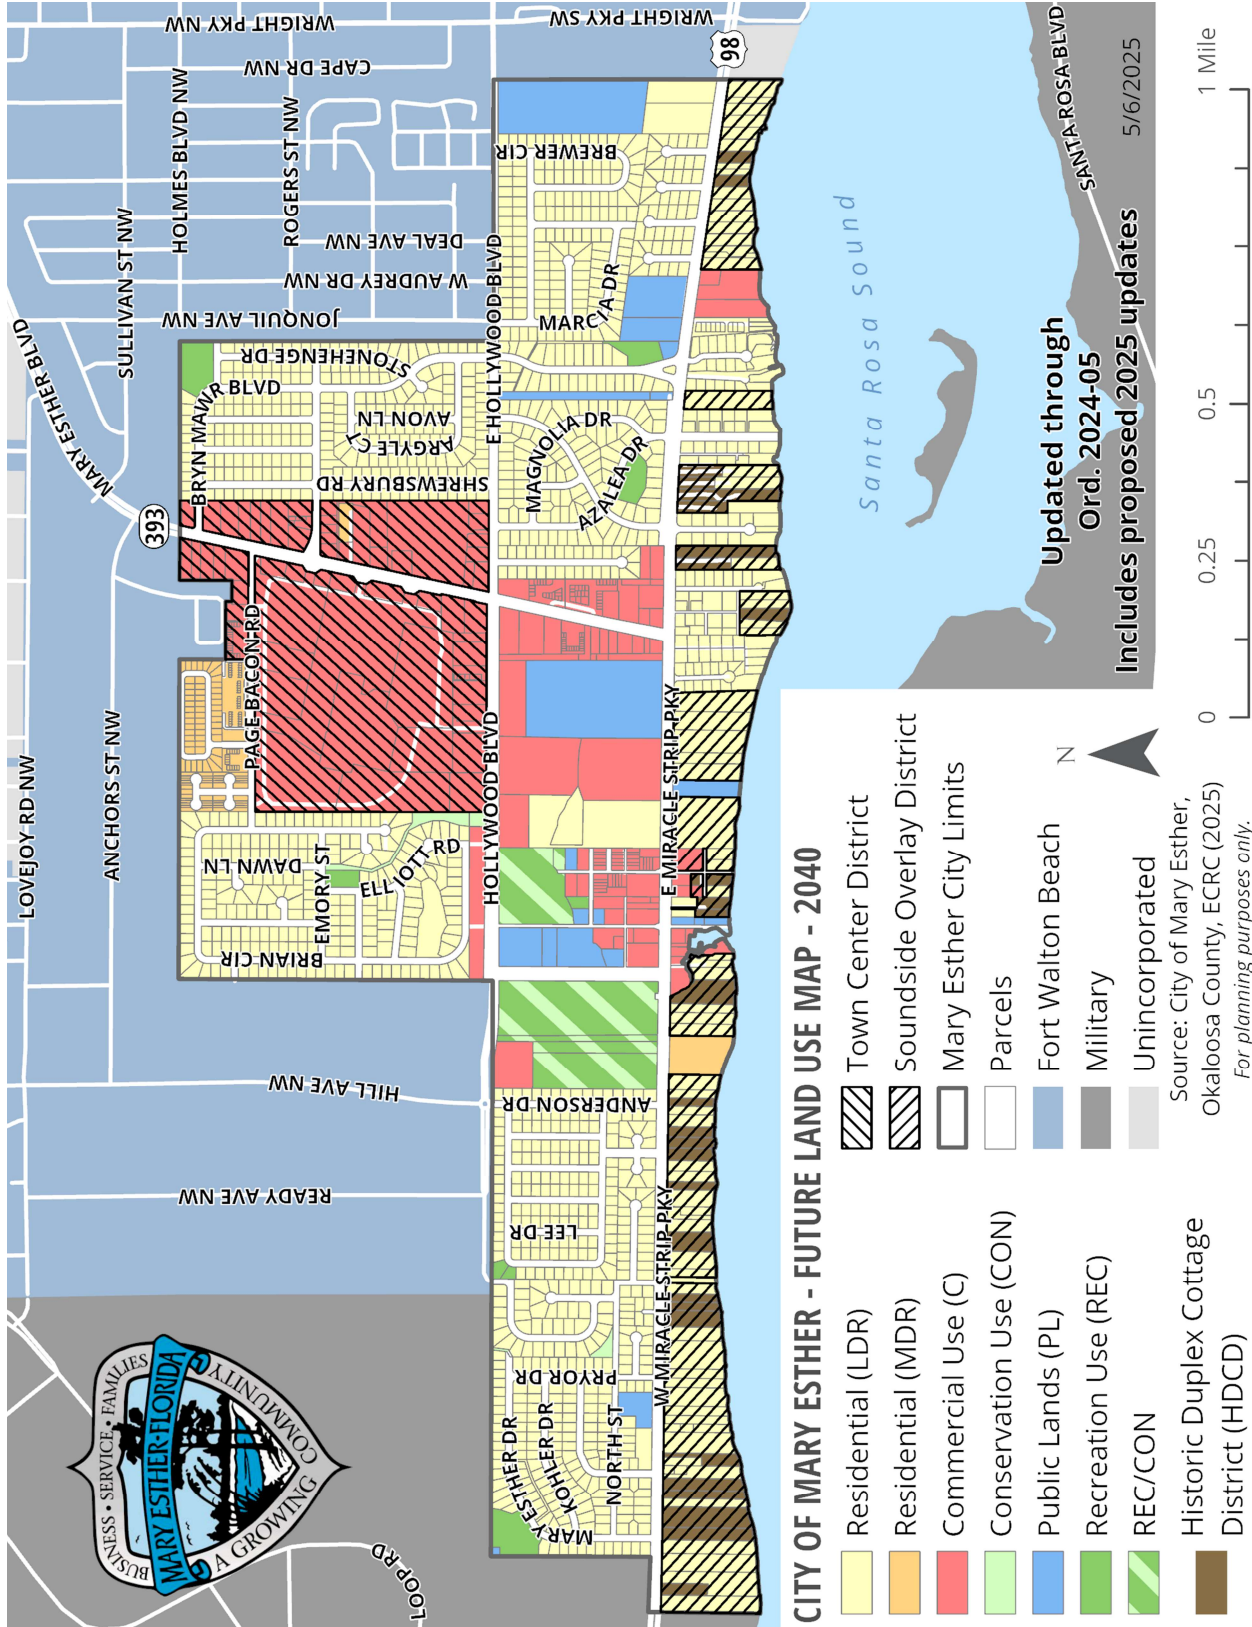 BUSINESS • SERVICE • FAMILIES
MARY ESTHER • FLORIDA
A GROWING COMMUNITY
LOOP RD
LOVEJOY RD NW
ANCHORS ST NW
READY AVE NW
HILL AVE NW
MARY ESTHER BLVD
393
SULLIVAN ST NW
HOLMES BLVD NW
ROGERS ST NW
WRIGHT PKY NW
CAPE DR NW
DEAL AVE NW
W AUDREY DR NW
JONQUIL AVE NW
WRIGHT PKY SW
98
BRYN MAWR BLVD
STONEHENGE DR
AVON LN
ARGYLE CT
SHREWSBURY RD
PAGE BACON RD
DAWN LN
EMORY ST
ELLIOTT RD
BRIAN CIR
HOLLYWOOD BLVD
E HOLLYWOOD BLVD
BREWER CIR
MARCIA DR
MAGNOLIA DR
AZALEA DR
ANDERSON DR
LEE DR
PRYOR DR
MARY ESTHER DR
KOHLER DR
NORTH ST
MARY ESTHER DR
W MIRACLE STRIP PKY
E MIRACLE STRIP PKY
Santa Rosa Sound
SANTA ROSA BLVD
CITY OF MARY ESTHER - FUTURE LAND USE MAP - 2040
Residential (LDR)
Residential (MDR)
Commercial Use (C)
Conservation Use (CON)
Public Lands (PL)
Recreation Use (REC)
REC/CON
Historic Duplex Cottage
District (HDCD)
Town Center District
Soundside Overlay District
Mary Esther City Limits
Parcels
Fort Walton Beach
Military
Unincorporated
Source: City of Mary Esther,
Okaloosa County, ECRC (2025)
For planning purposes only.
N
Updated through
Ord. 2024-05
Includes proposed 2025 updates
5/6/2025
0 0.25 0.5 1 Mile